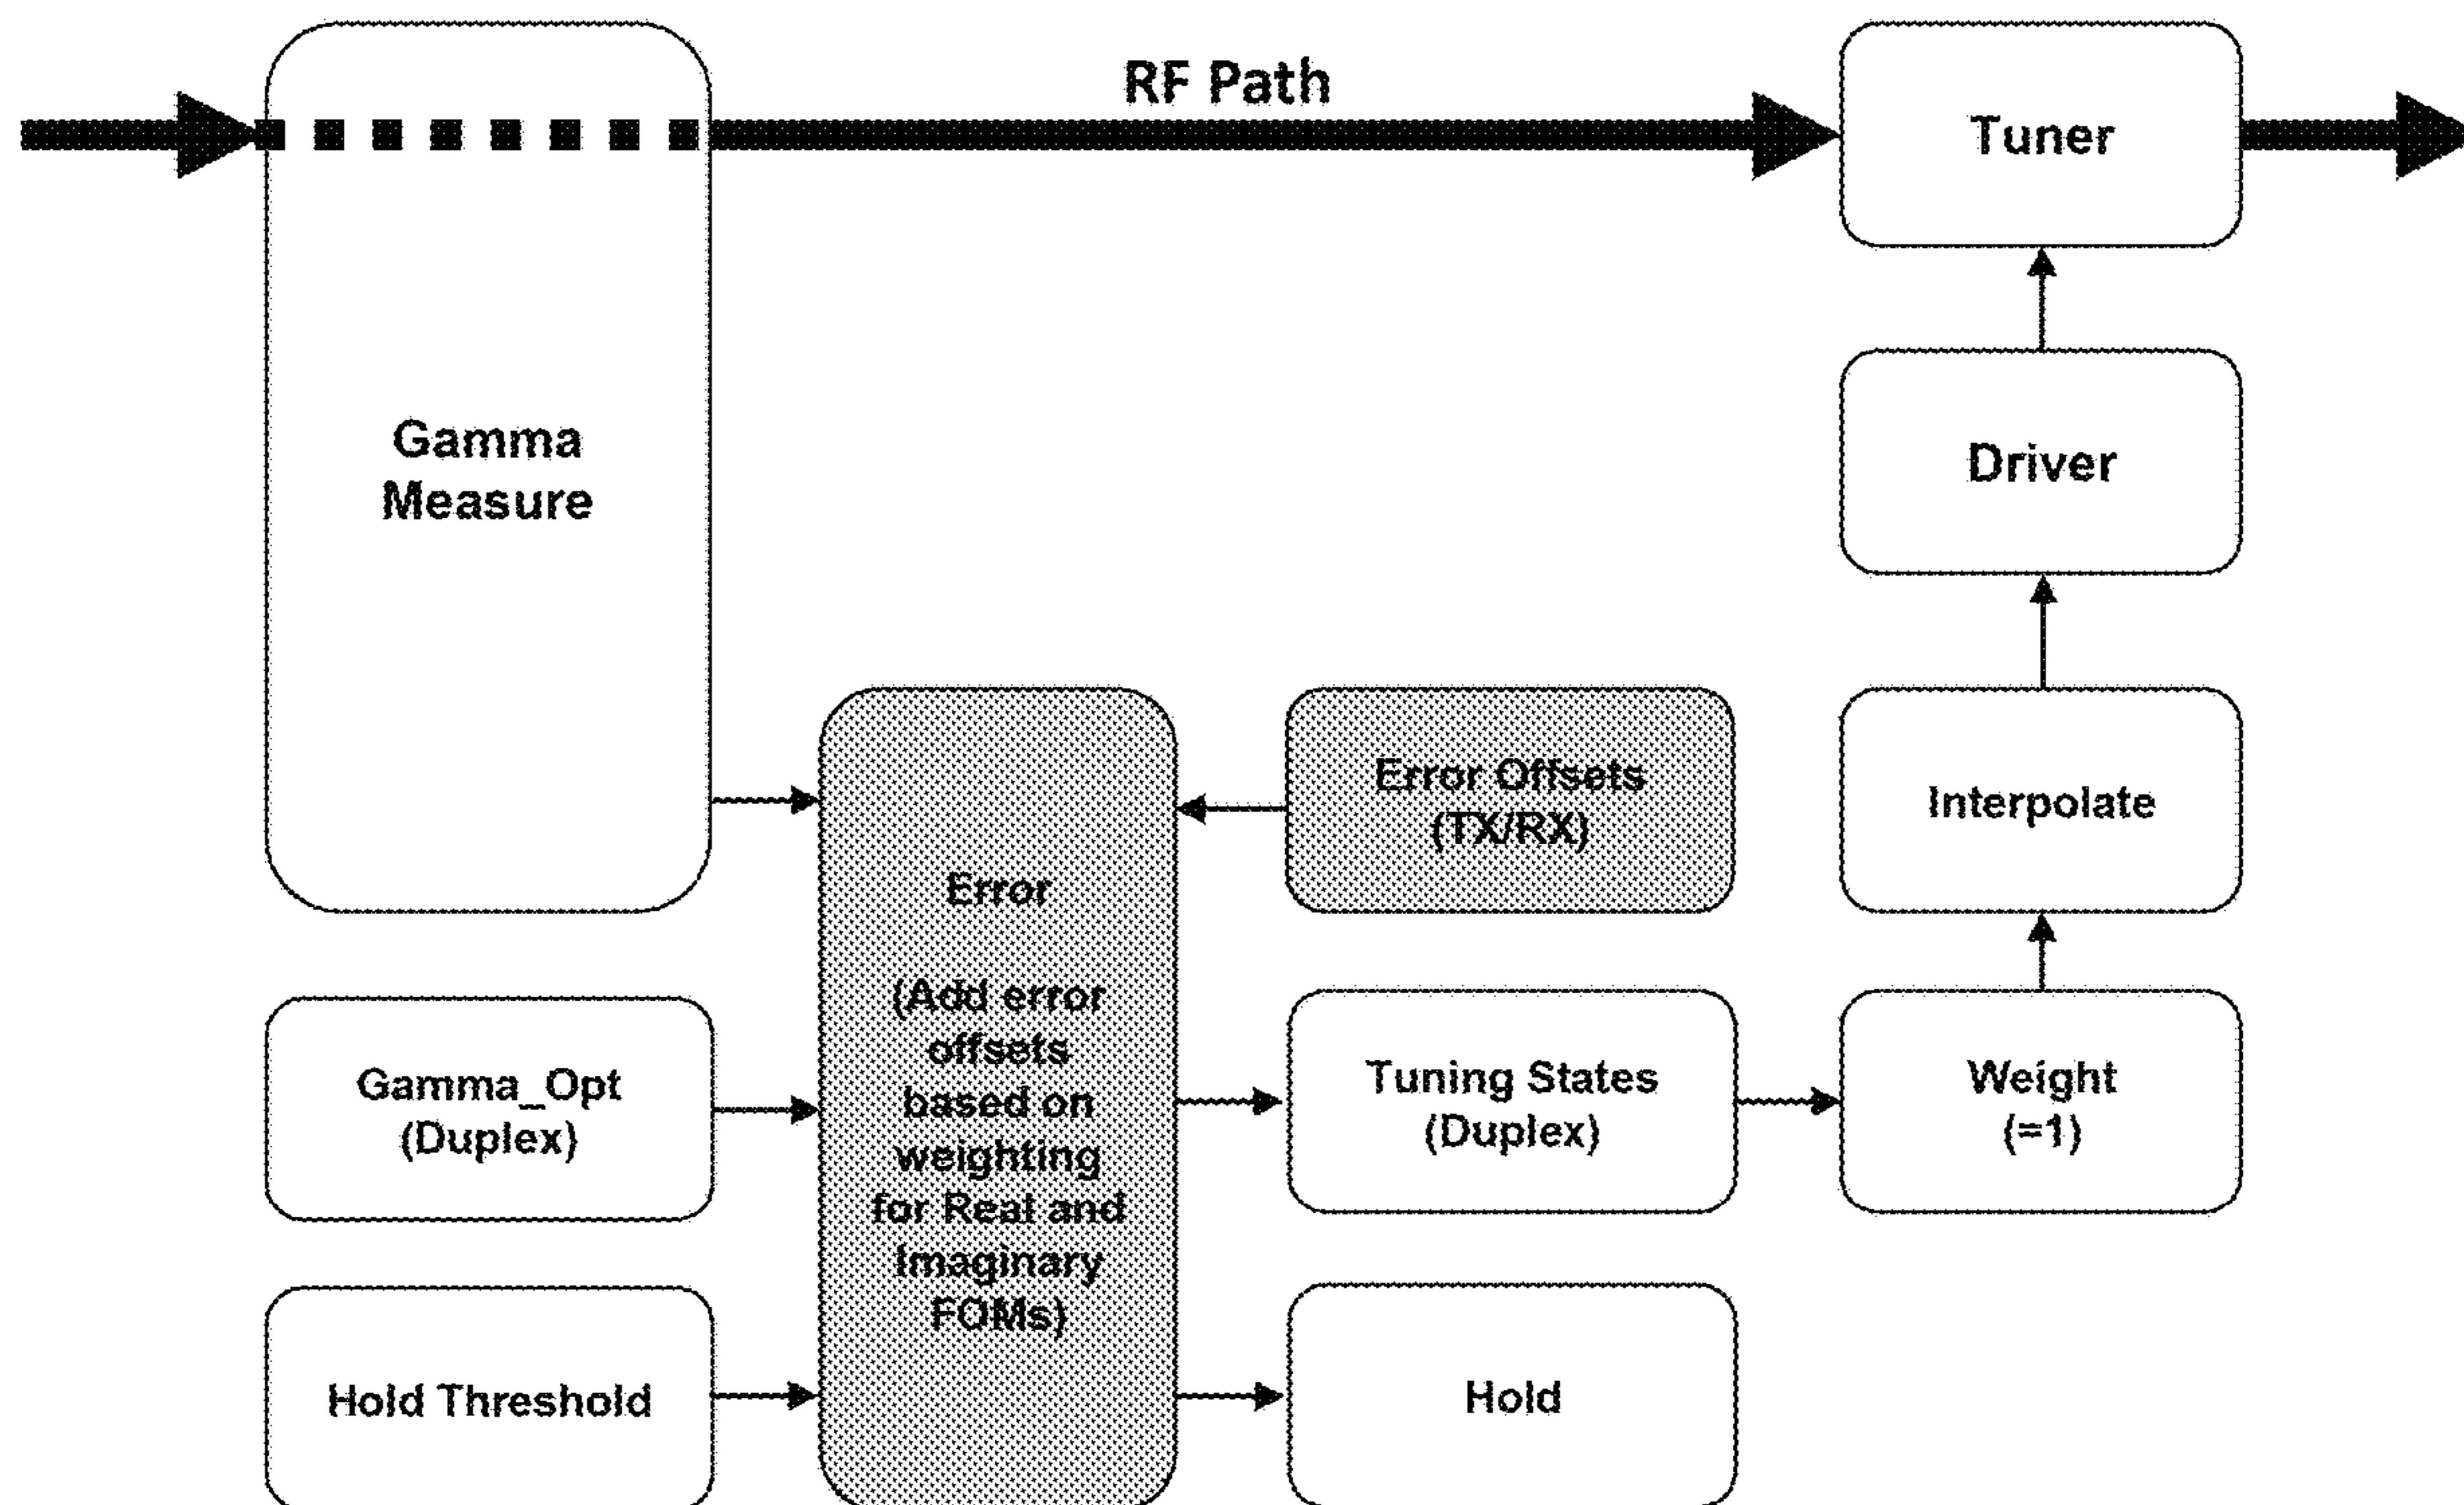 RF Path
Tuner
Gamma
Measure
Driver
Error Offsets
(TX/RX)
Interpolate
Error
(Add error
offsets
based on
weighting
for Real and
Imaginary
FOMs)
Gamma_Opt
(Duplex)
Tuning States
(Duplex)
Weight
(=1)
Hold Threshold
Hold